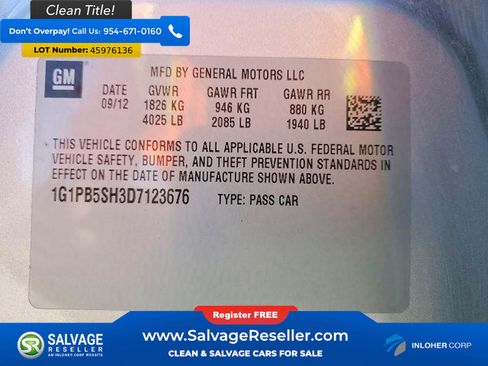 Clean Title!
Don't Overpay! Call Us: 954-671-0160
Lot Number: 45976136
GM
MFD BY GENERAL MOTORS LLC
DATE GVWR GAWR FRT GAWR RR
09/12 1826 KG 946 KG 880 KG
4025 LB 2085 LB 1940 LB
THIS VEHICLE CONFORMS TO ALL APPLICABLE U.S. FEDERAL MOTOR
VEHICLE SAFETY, BUMPER, AND THEFT PREVENTION STANDARDS IN
EFFECT ON THE DATE OF MANUFACTURE SHOWN ABOVE.
1G1PB5SH3D7123676 TYPE: PASS CAR
Register FREE
SALVAGE
RESELLER
AN INLOHER CORP WEBSITE
www.SalvageReseller.com
CLEAN & SALVAGE CARS FOR SALE
INLOHER CORP